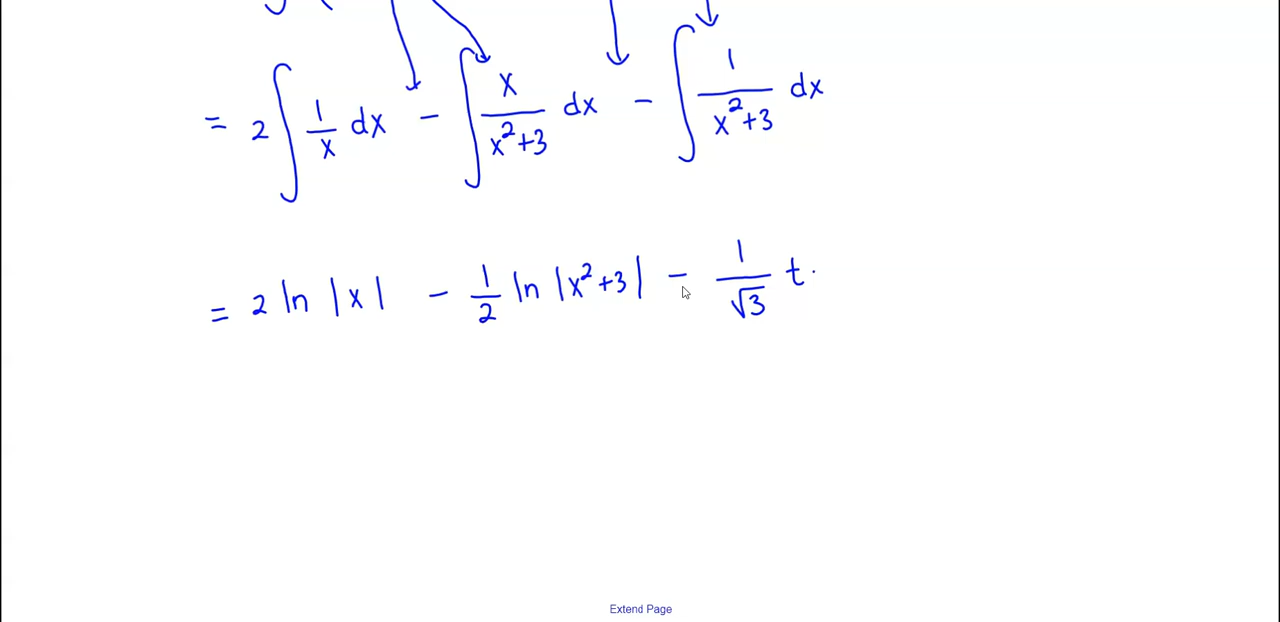 = 2 ∫ 1/x dx - ∫ x/(x²+3) dx - ∫ 1/(x²+3) dx
= 2 ln |x| - 1/2 ln |x²+3| - 1/√3 t.
Extend Page